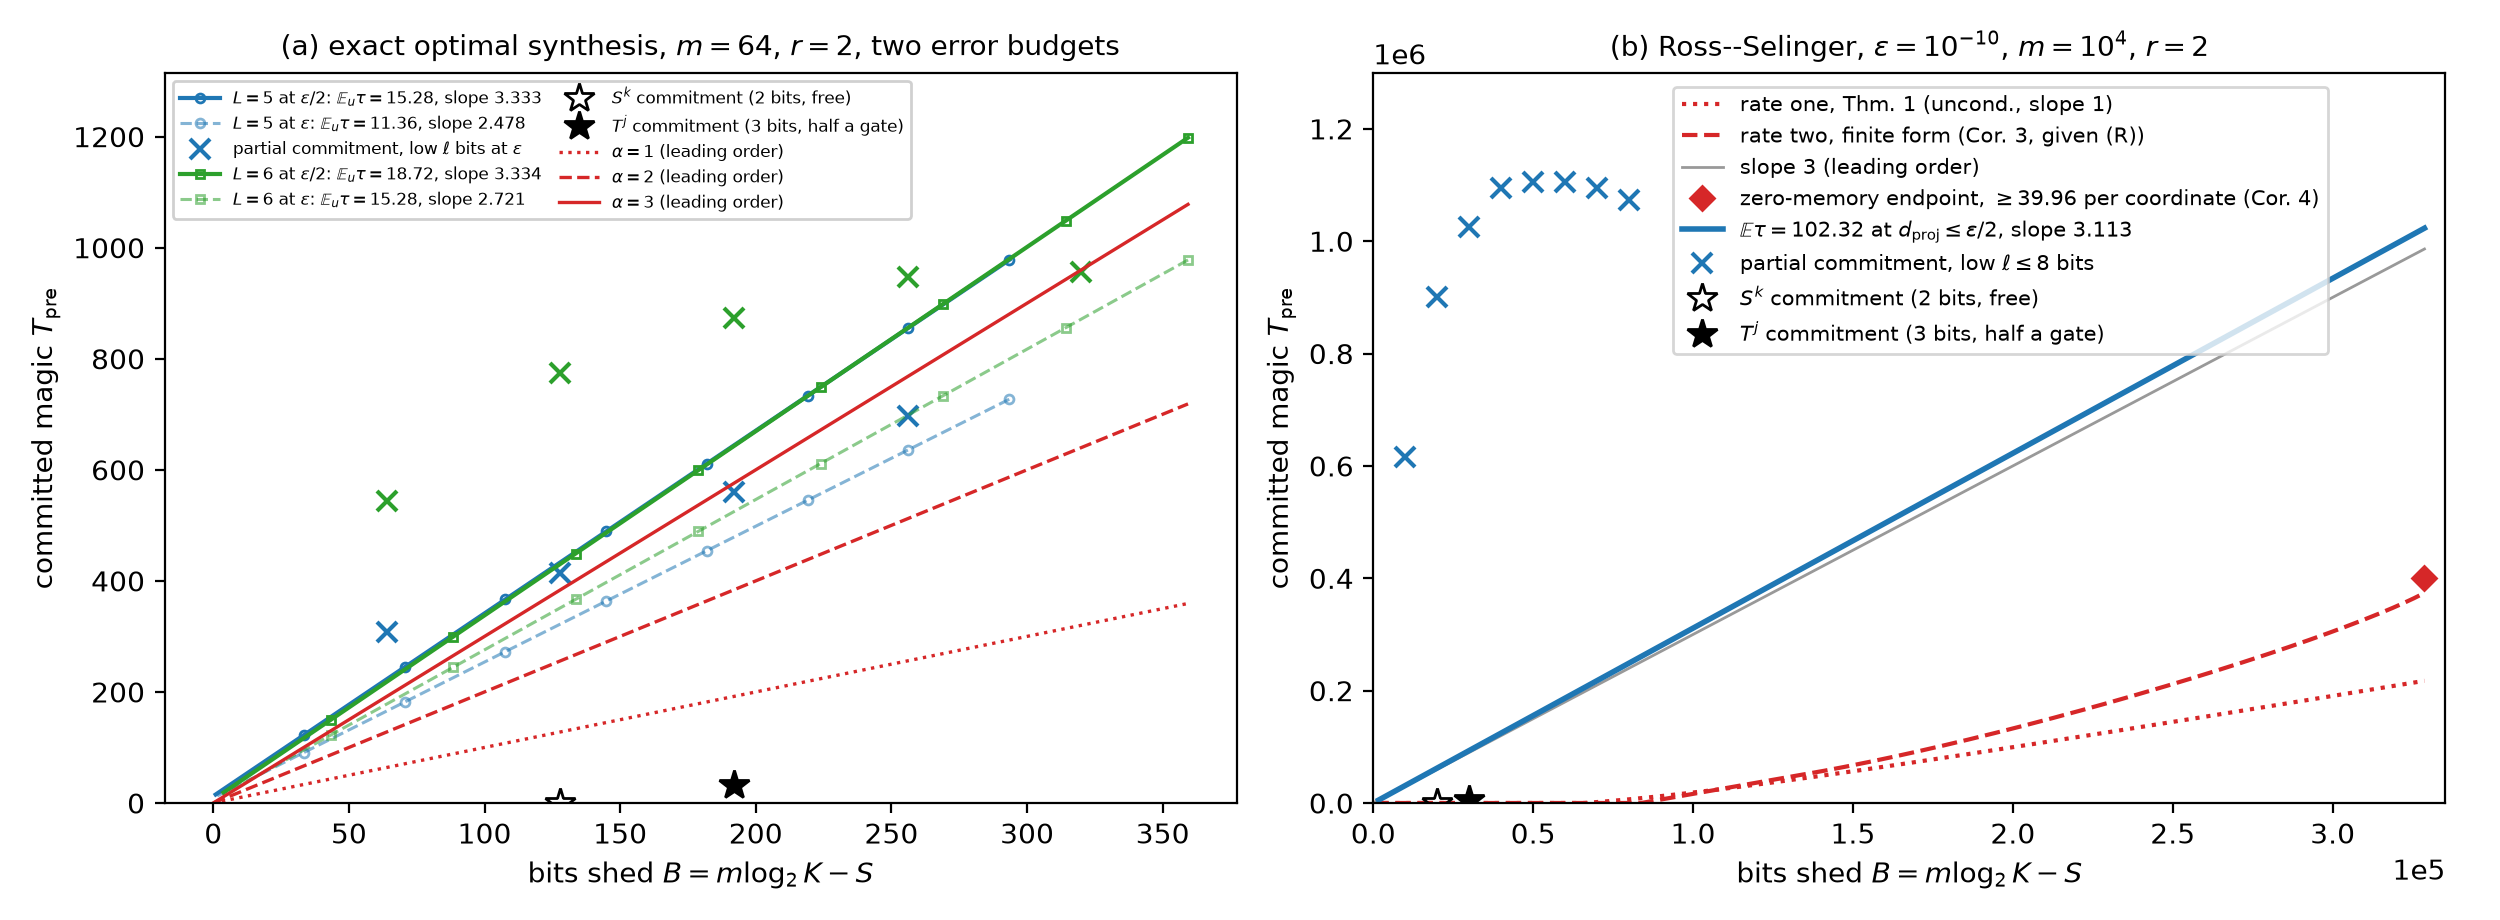 (a) exact optimal synthesis, m = 64, r = 2, two error budgets
L = 5 at ε/2: 𝔼ᵤτ = 15.28, slope 3.333
L = 5 at ε: 𝔼ᵤτ = 11.36, slope 2.478
partial commitment, low ℓ bits at ε
L = 6 at ε/2: 𝔼ᵤτ = 18.72, slope 3.334
L = 6 at ε: 𝔼ᵤτ = 15.28, slope 2.721
Sᵏ commitment (2 bits, free)
Tʲ commitment (3 bits, half a gate)
α = 1 (leading order)
α = 2 (leading order)
α = 3 (leading order)
committed magic T_pre
1200
1000
800
600
400
200
0
0 50 100 150 200 250 300 350
bits shed B = mlog₂ K − S
(b) Ross--Selinger, ε = 10⁻¹⁰, m = 10⁴, r = 2
1e6
rate one, Thm. 1 (uncond., slope 1)
rate two, finite form (Cor. 3, given (R))
slope 3 (leading order)
zero-memory endpoint, ≥ 39.96 per coordinate (Cor. 4)
𝔼τ = 102.32 at d_proj ≤ ε/2, slope 3.113
partial commitment, low ℓ ≤ 8 bits
Sᵏ commitment (2 bits, free)
Tʲ commitment (3 bits, half a gate)
committed magic T_pre
1.2
1.0
0.8
0.6
0.4
0.2
0.0
0.0 0.5 1.0 1.5 2.0 2.5 3.0
1e5
bits shed B = mlog₂ K − S